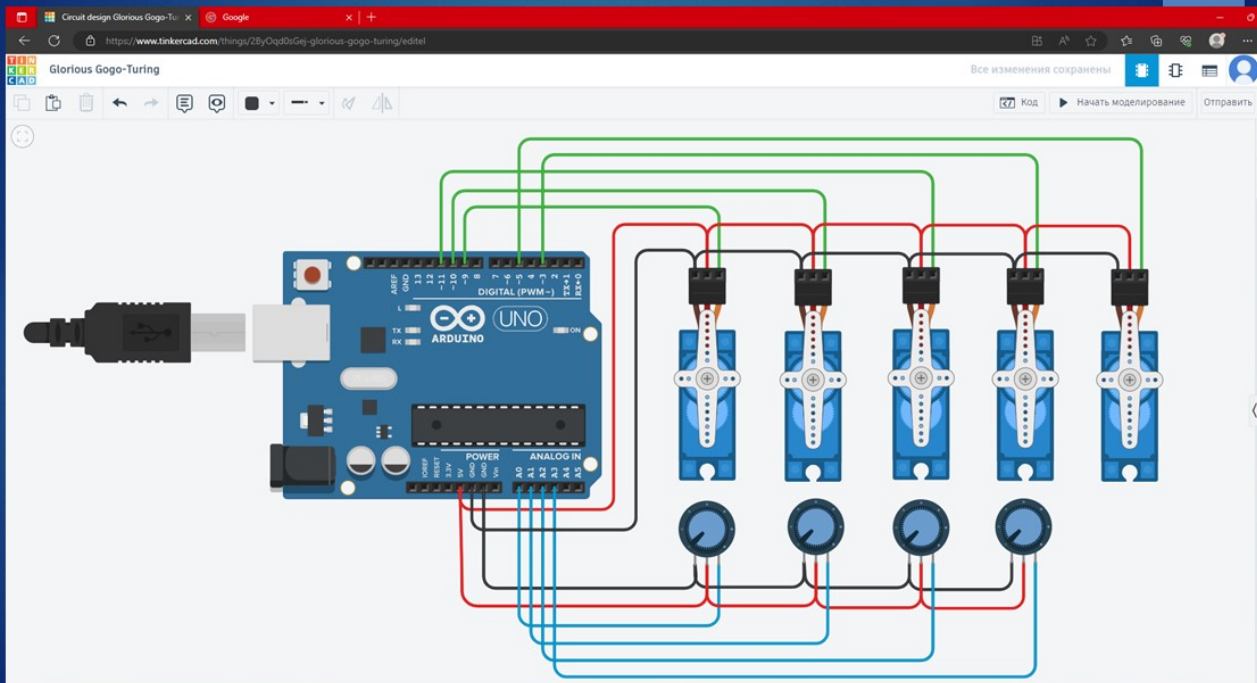 Circuit design Glorious Gogo-Tu
Google
https://www.tinkercad.com/things/2ByOqd0sGej-glorious-gogo-turing/editel
TIN
KER
CAD
Glorious Gogo-Turing
Все изменения сохранены
Код
Начать моделирование
Отправить
AREF
GND
13
12
~11
~10
~9
8
7
~6
~5
4
~3
2
TX→1
RX←0
DIGITAL (PWM~)
L
TX
RX
UNO
ARDUINO
ON
POWER
ANALOG IN
IOREF
RESET
3.3V
5V
GND
GND
Vin
A0
A1
A2
A3
A4
A5